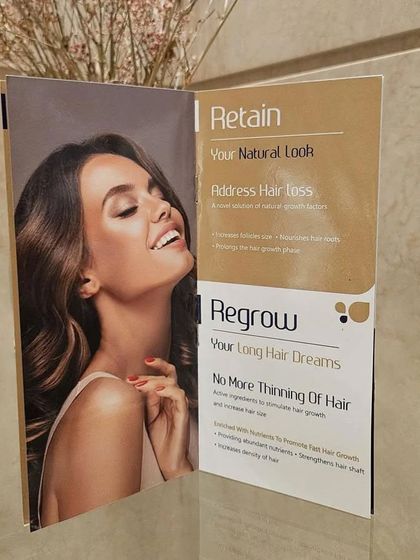 Retain
Your Natural Look
Address Hair loss
A novel solution of natural growth factors
• Increases follicles size • Nourishes hair roots
• Prolongs the hair growth phase
Regrow
Your Long Hair Dreams
No More Thinning Of Hair
Active ingredients to stimulate hair growth
and increase hair size
Enriched With Nutrients To Promote Fast Hair Growth
• Providing abundant nutrients • Strengthens hair shaft
• Increases density of hair